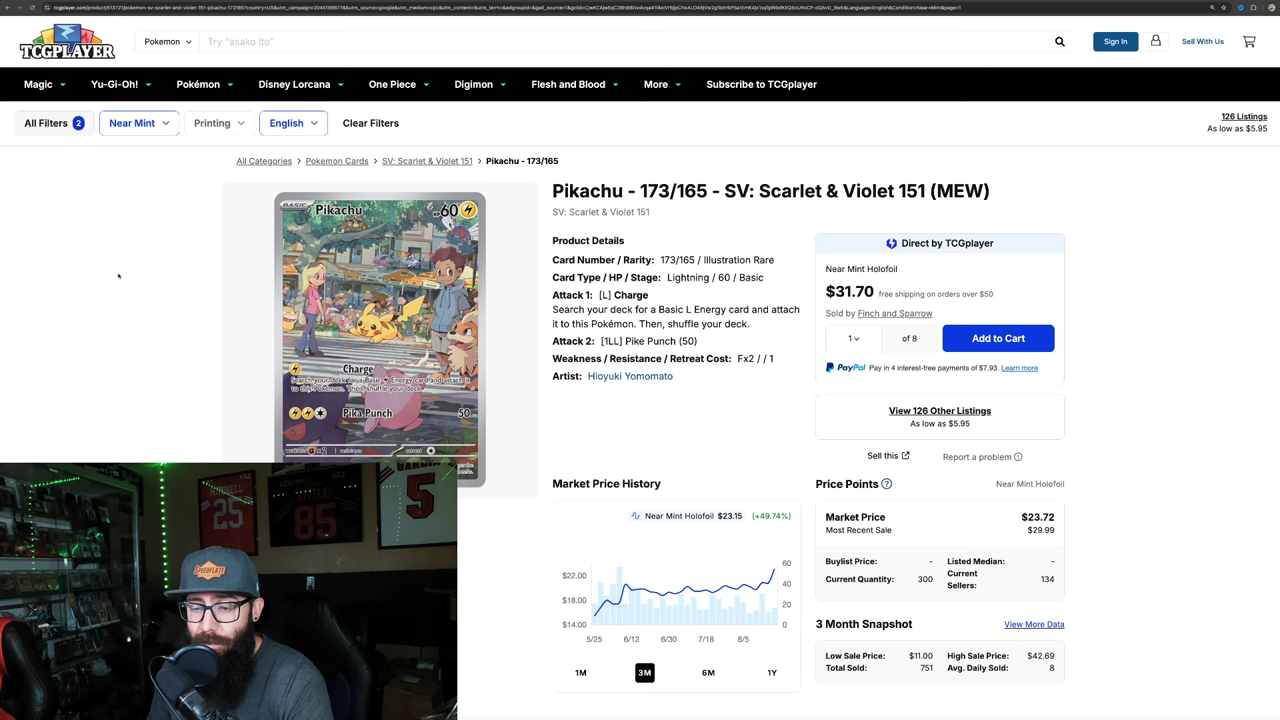 TCGPLAYER
Pokemon
Try "asako ito"
Sign In
Sell With Us
Magic
Yu-Gi-Oh!
Pokémon
Disney Lorcana
One Piece
Digimon
Flesh and Blood
More
Subscribe to TCGplayer
All Filters 2
Near Mint
Printing
English
Clear Filters
126 Listings
As low as $5.95
All Categories > Pokemon Cards > SV: Scarlet & Violet 151 > Pikachu - 173/165
BASIC Pikachu 60
Charge
Pika Punch 50
Pikachu - 173/165 - SV: Scarlet & Violet 151 (MEW)
SV: Scarlet & Violet 151
Product Details
Card Number / Rarity: 173/165 / Illustration Rare
Card Type / HP / Stage: Lightning / 60 / Basic
Attack 1: [L] Charge
Search your deck for a Basic L Energy card and attach
it to this Pokémon. Then, shuffle your deck.
Attack 2: [1LL] Pike Punch (50)
Weakness / Resistance / Retreat Cost: Fx2 / / 1
Artist: Hioyuki Yomomato
Direct by TCGplayer
Near Mint Holofoil
$31.70 free shipping on orders over $50
Sold by Finch and Sparrow
1 of 8
Add to Cart
PayPal Pay in 4 interest-free payments of $7.93. Learn more
View 126 Other Listings
As low as $5.95
Sell this
Report a problem
Market Price History
Near Mint Holofoil $23.15 (+49.74%)
$22.00
$18.00
$14.00
60
40
20
0
5/25 6/12 6/30 7/18 8/5
1M 3M 6M 1Y
Price Points
Near Mint Holofoil
Market Price $23.72
Most Recent Sale $29.99
Buylist Price: -
Listed Median: -
Current Quantity: 300
Current Sellers: 134
3 Month Snapshot
View More Data
Low Sale Price: $11.00
High Sale Price: $42.69
Total Sold: 751
Avg. Daily Sold: 8
25
85
5
SPEEDPLATE